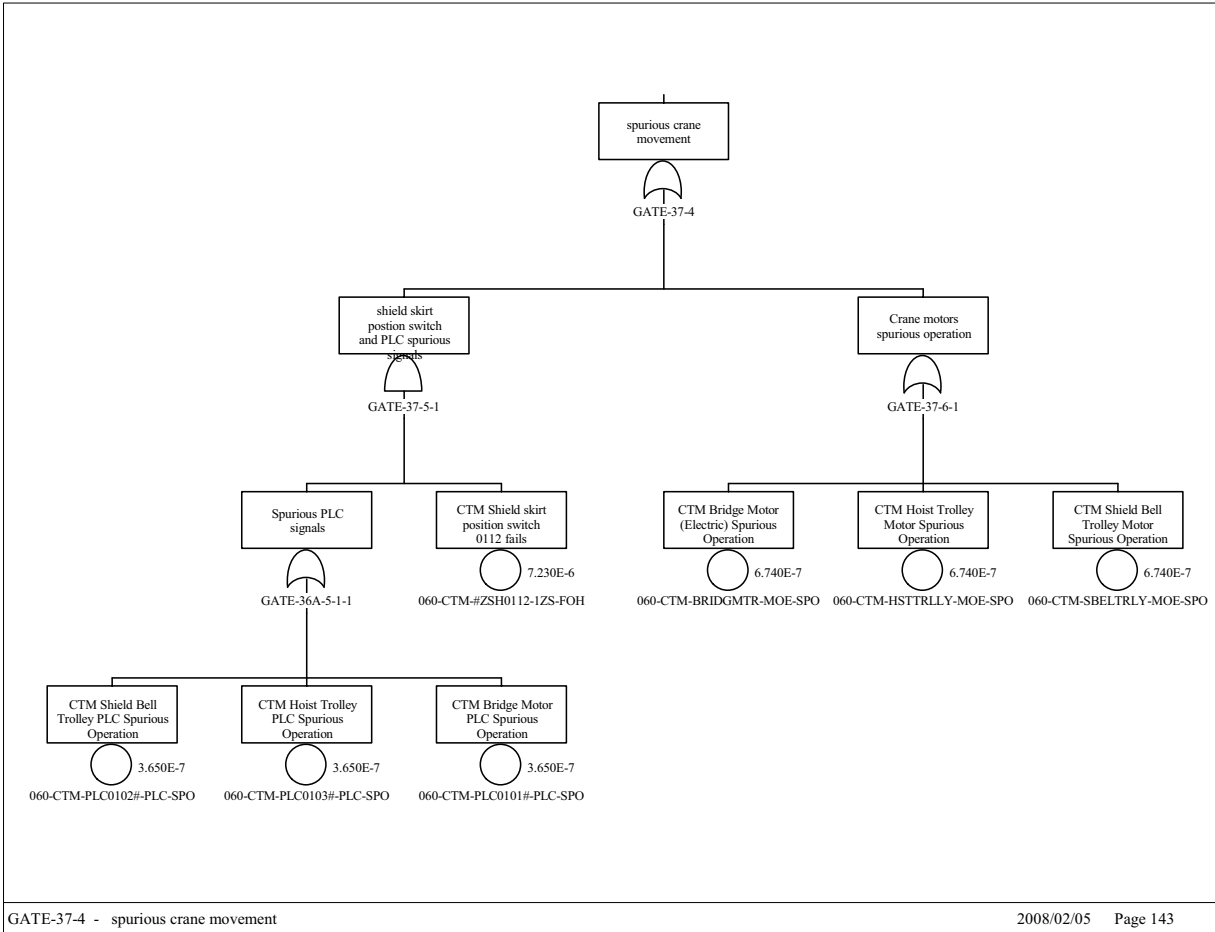 spurious crane
movement
GATE-37-4
shield skirt
postion switch
and PLC spurious
signals
GATE-37-5-1
Crane motors
spurious operation
GATE-37-6-1
Spurious PLC
signals
GATE-36A-5-1-1
CTM Shield skirt
position switch
0112 fails
7.230E-6
060-CTM-#ZSH0112-1ZS-FOH
CTM Bridge Motor
(Electric) Spurious
Operation
6.740E-7
060-CTM-BRIDGMTR-MOE-SPO
CTM Hoist Trolley
Motor Spurious
Operation
6.740E-7
060-CTM-HSTTRLLY-MOE-SPO
CTM Shield Bell
Trolley Motor
Spurious Operation
6.740E-7
060-CTM-SBELTRLY-MOE-SPO
CTM Shield Bell
Trolley PLC Spurious
Operation
3.650E-7
060-CTM-PLC0102#-PLC-SPO
CTM Hoist Trolley
PLC Spurious
Operation
3.650E-7
060-CTM-PLC0103#-PLC-SPO
CTM Bridge Motor
PLC Spurious
Operation
3.650E-7
060-CTM-PLC0101#-PLC-SPO
GATE-37-4 - spurious crane movement
2008/02/05 Page 143